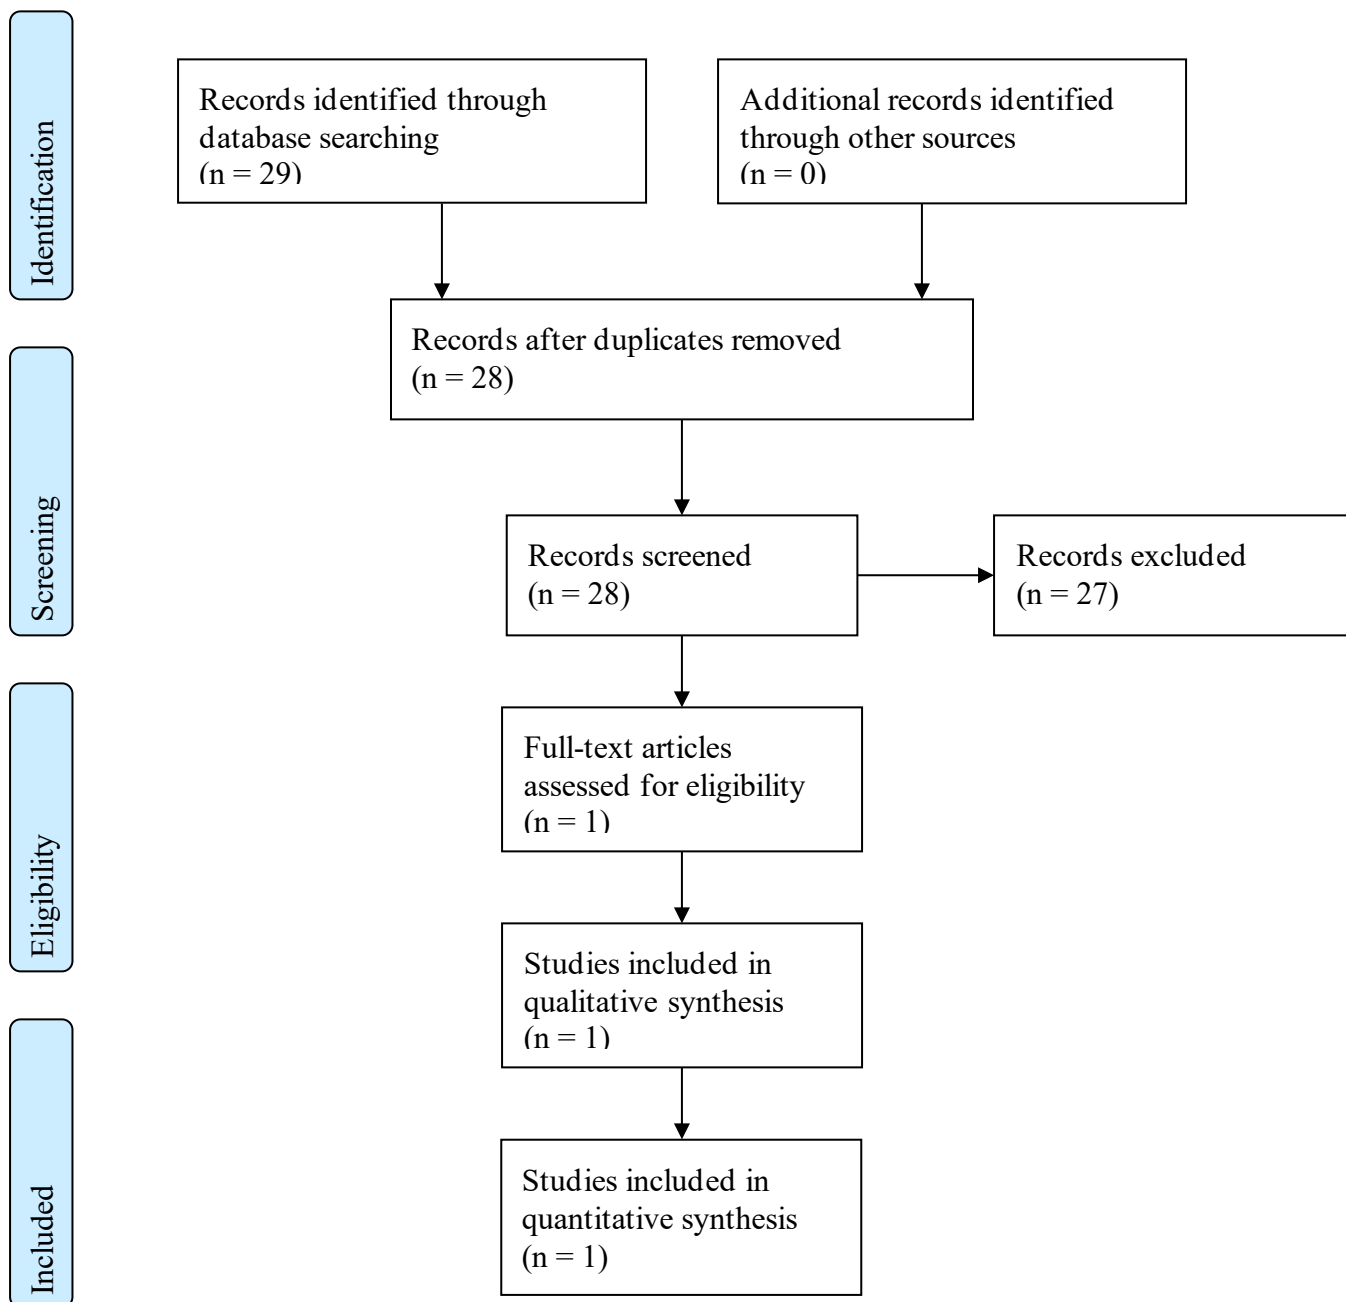 Identification
Records identified through
database searching
(n = 29)
Additional records identified
through other sources
(n = 0)
Records after duplicates removed
(n = 28)
Screening
Records screened
(n = 28)
Records excluded
(n = 27)
Eligibility
Full-text articles
assessed for eligibility
(n = 1)
Studies included in
qualitative synthesis
(n = 1)
Included
Studies included in
quantitative synthesis
(n = 1)